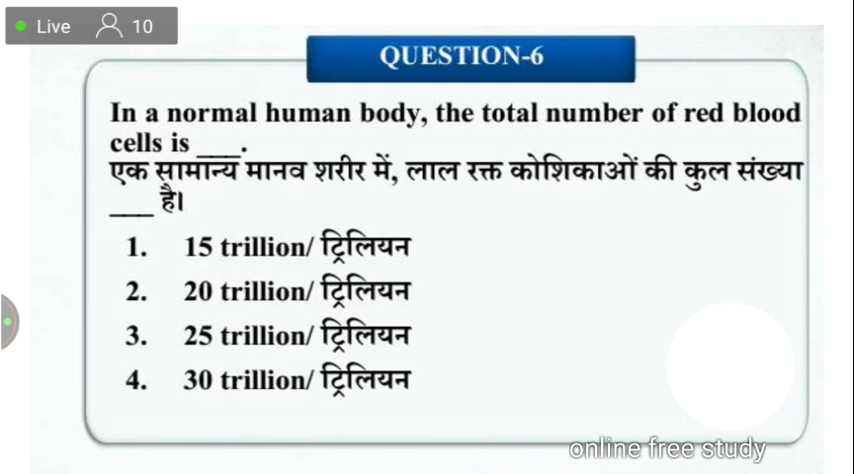 Live 10
QUESTION-6
In a normal human body, the total number of red blood
cells is ___.
एक सामान्य मानव शरीर में, लाल रक्त कोशिकाओं की कुल संख्या
___ है।
1. 15 trillion/ ट्रिलियन
2. 20 trillion/ ट्रिलियन
3. 25 trillion/ ट्रिलियन
4. 30 trillion/ ट्रिलियन
online free study